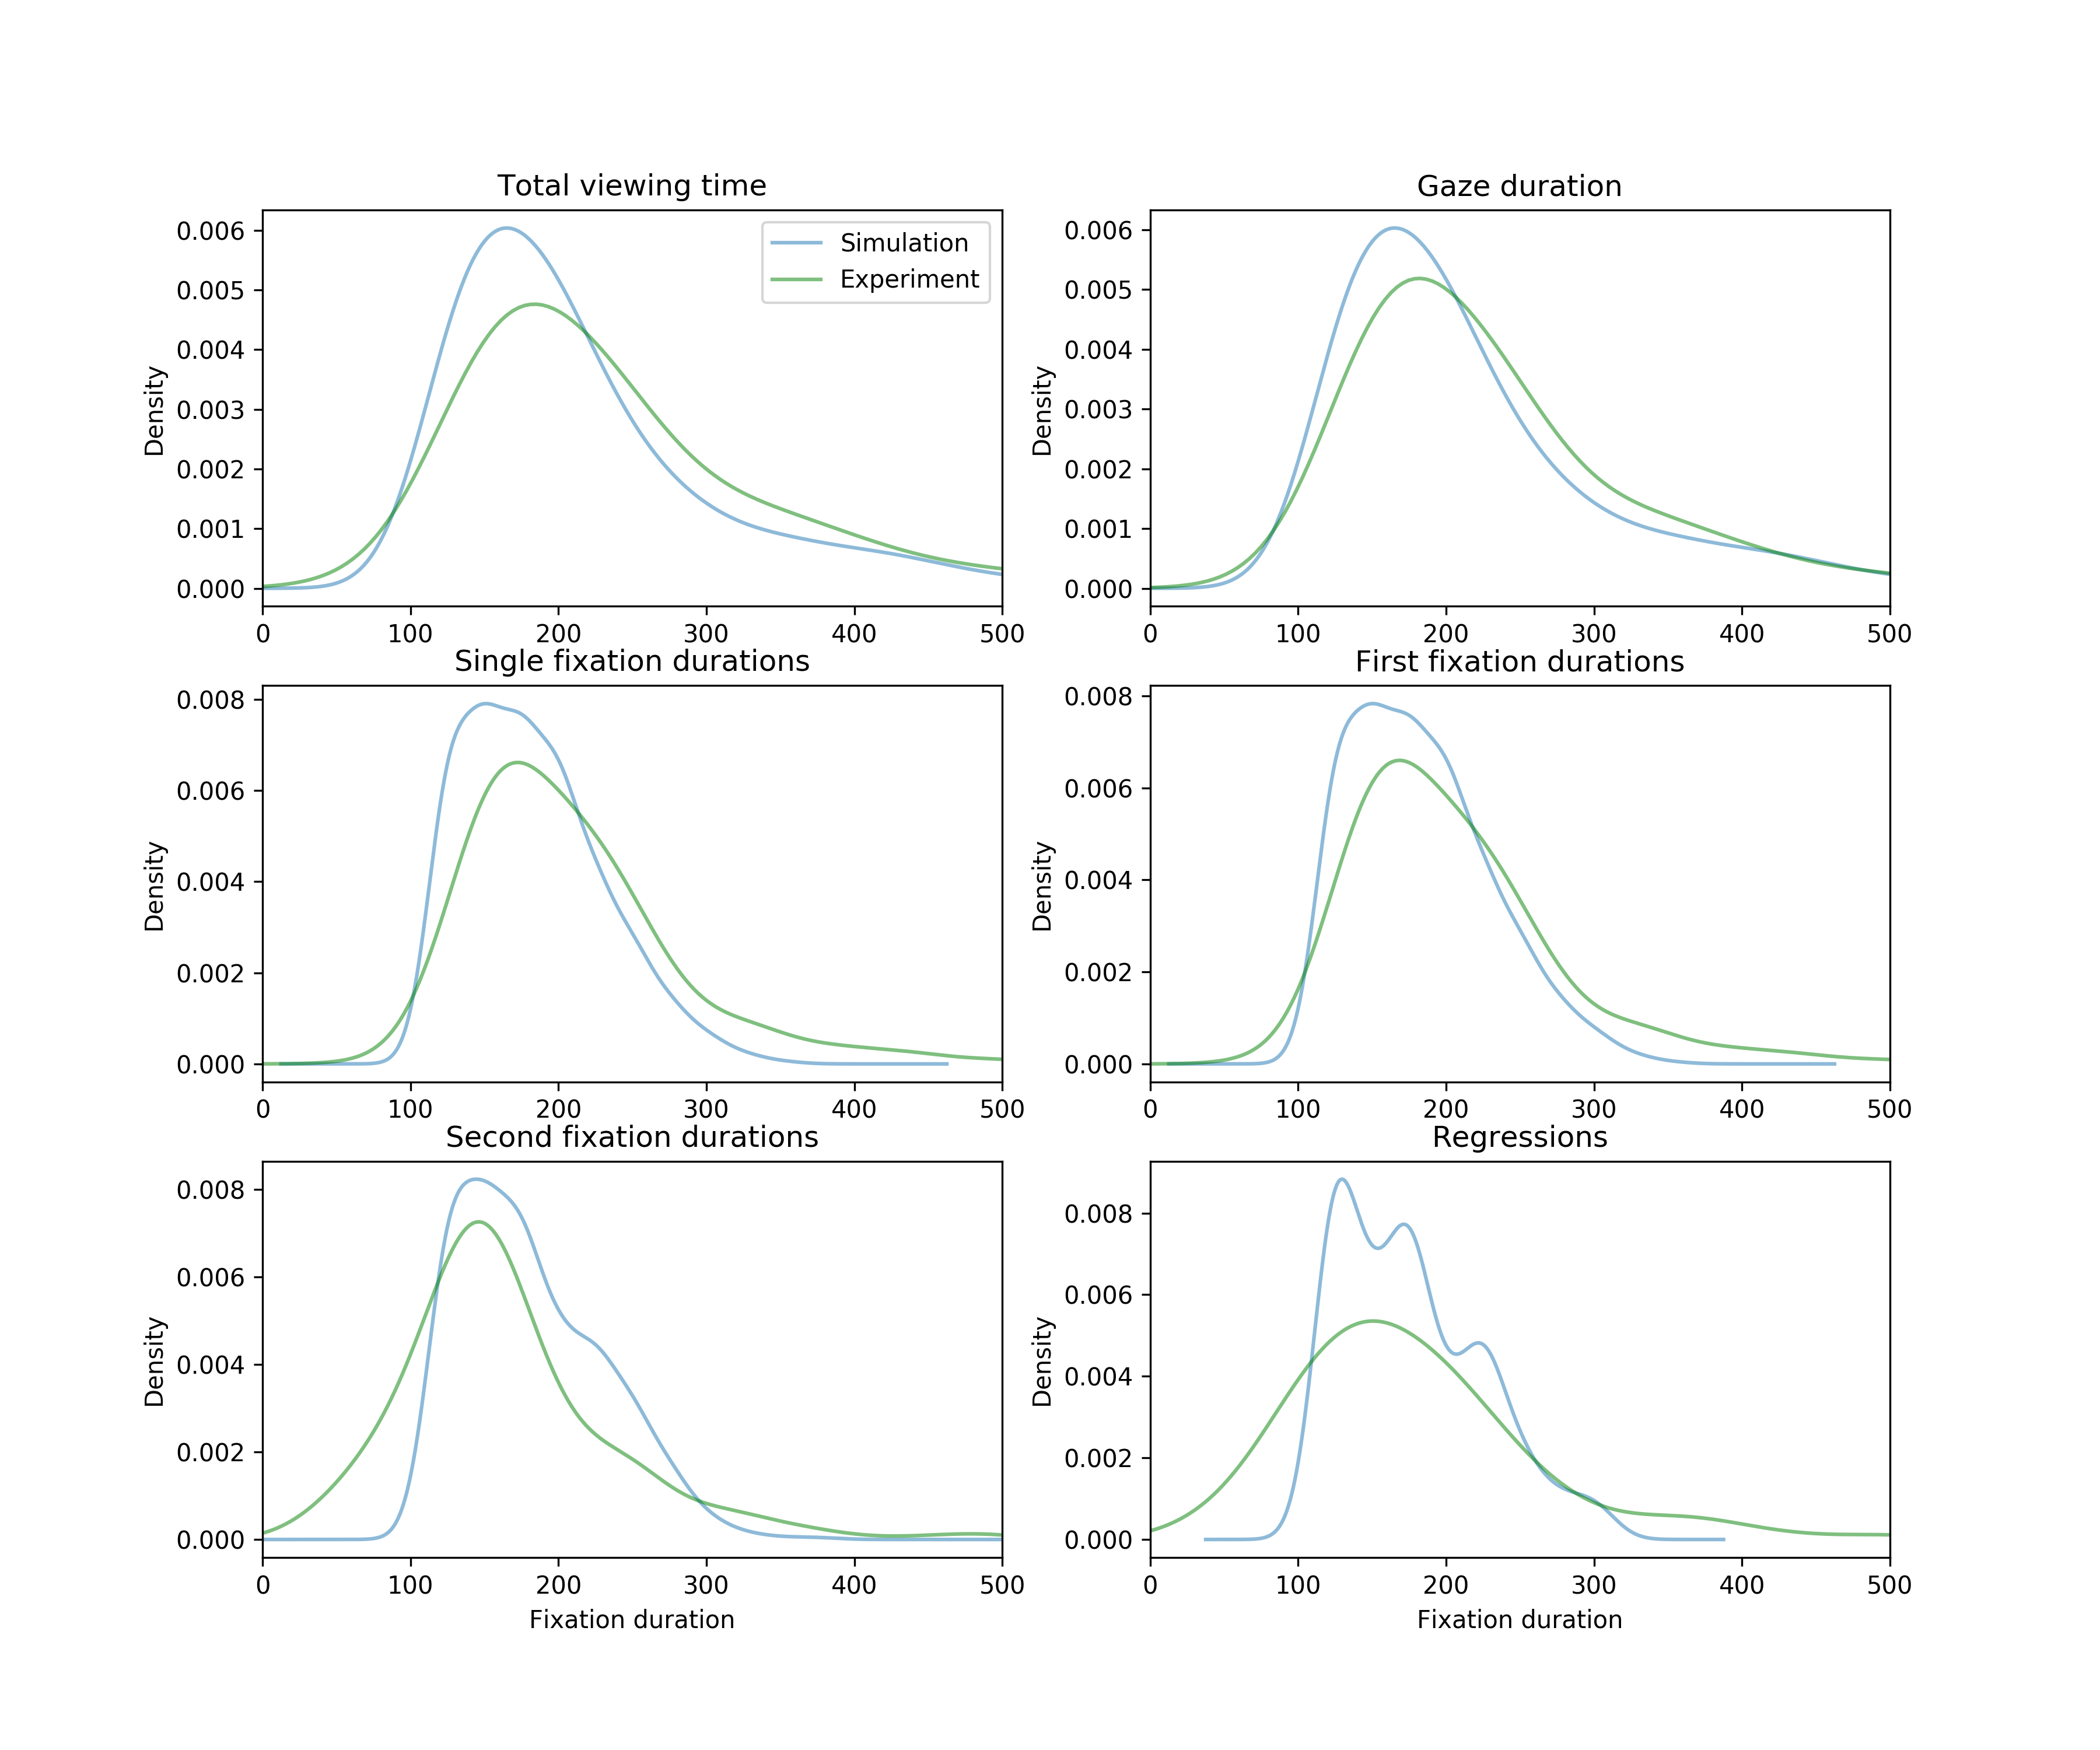 Total viewing time
Density
0.006
0.005
0.004
0.003
0.002
0.001
0.000
0 100 200 300 400 500
Simulation
Experiment
Gaze duration
Density
0.006
0.005
0.004
0.003
0.002
0.001
0.000
0 100 200 300 400 500
Single fixation durations
Density
0.008
0.006
0.004
0.002
0.000
0 100 200 300 400 500
First fixation durations
Density
0.008
0.006
0.004
0.002
0.000
0 100 200 300 400 500
Second fixation durations
Density
0.008
0.006
0.004
0.002
0.000
0 100 200 300 400 500
Fixation duration
Regressions
Density
0.008
0.006
0.004
0.002
0.000
0 100 200 300 400 500
Fixation duration